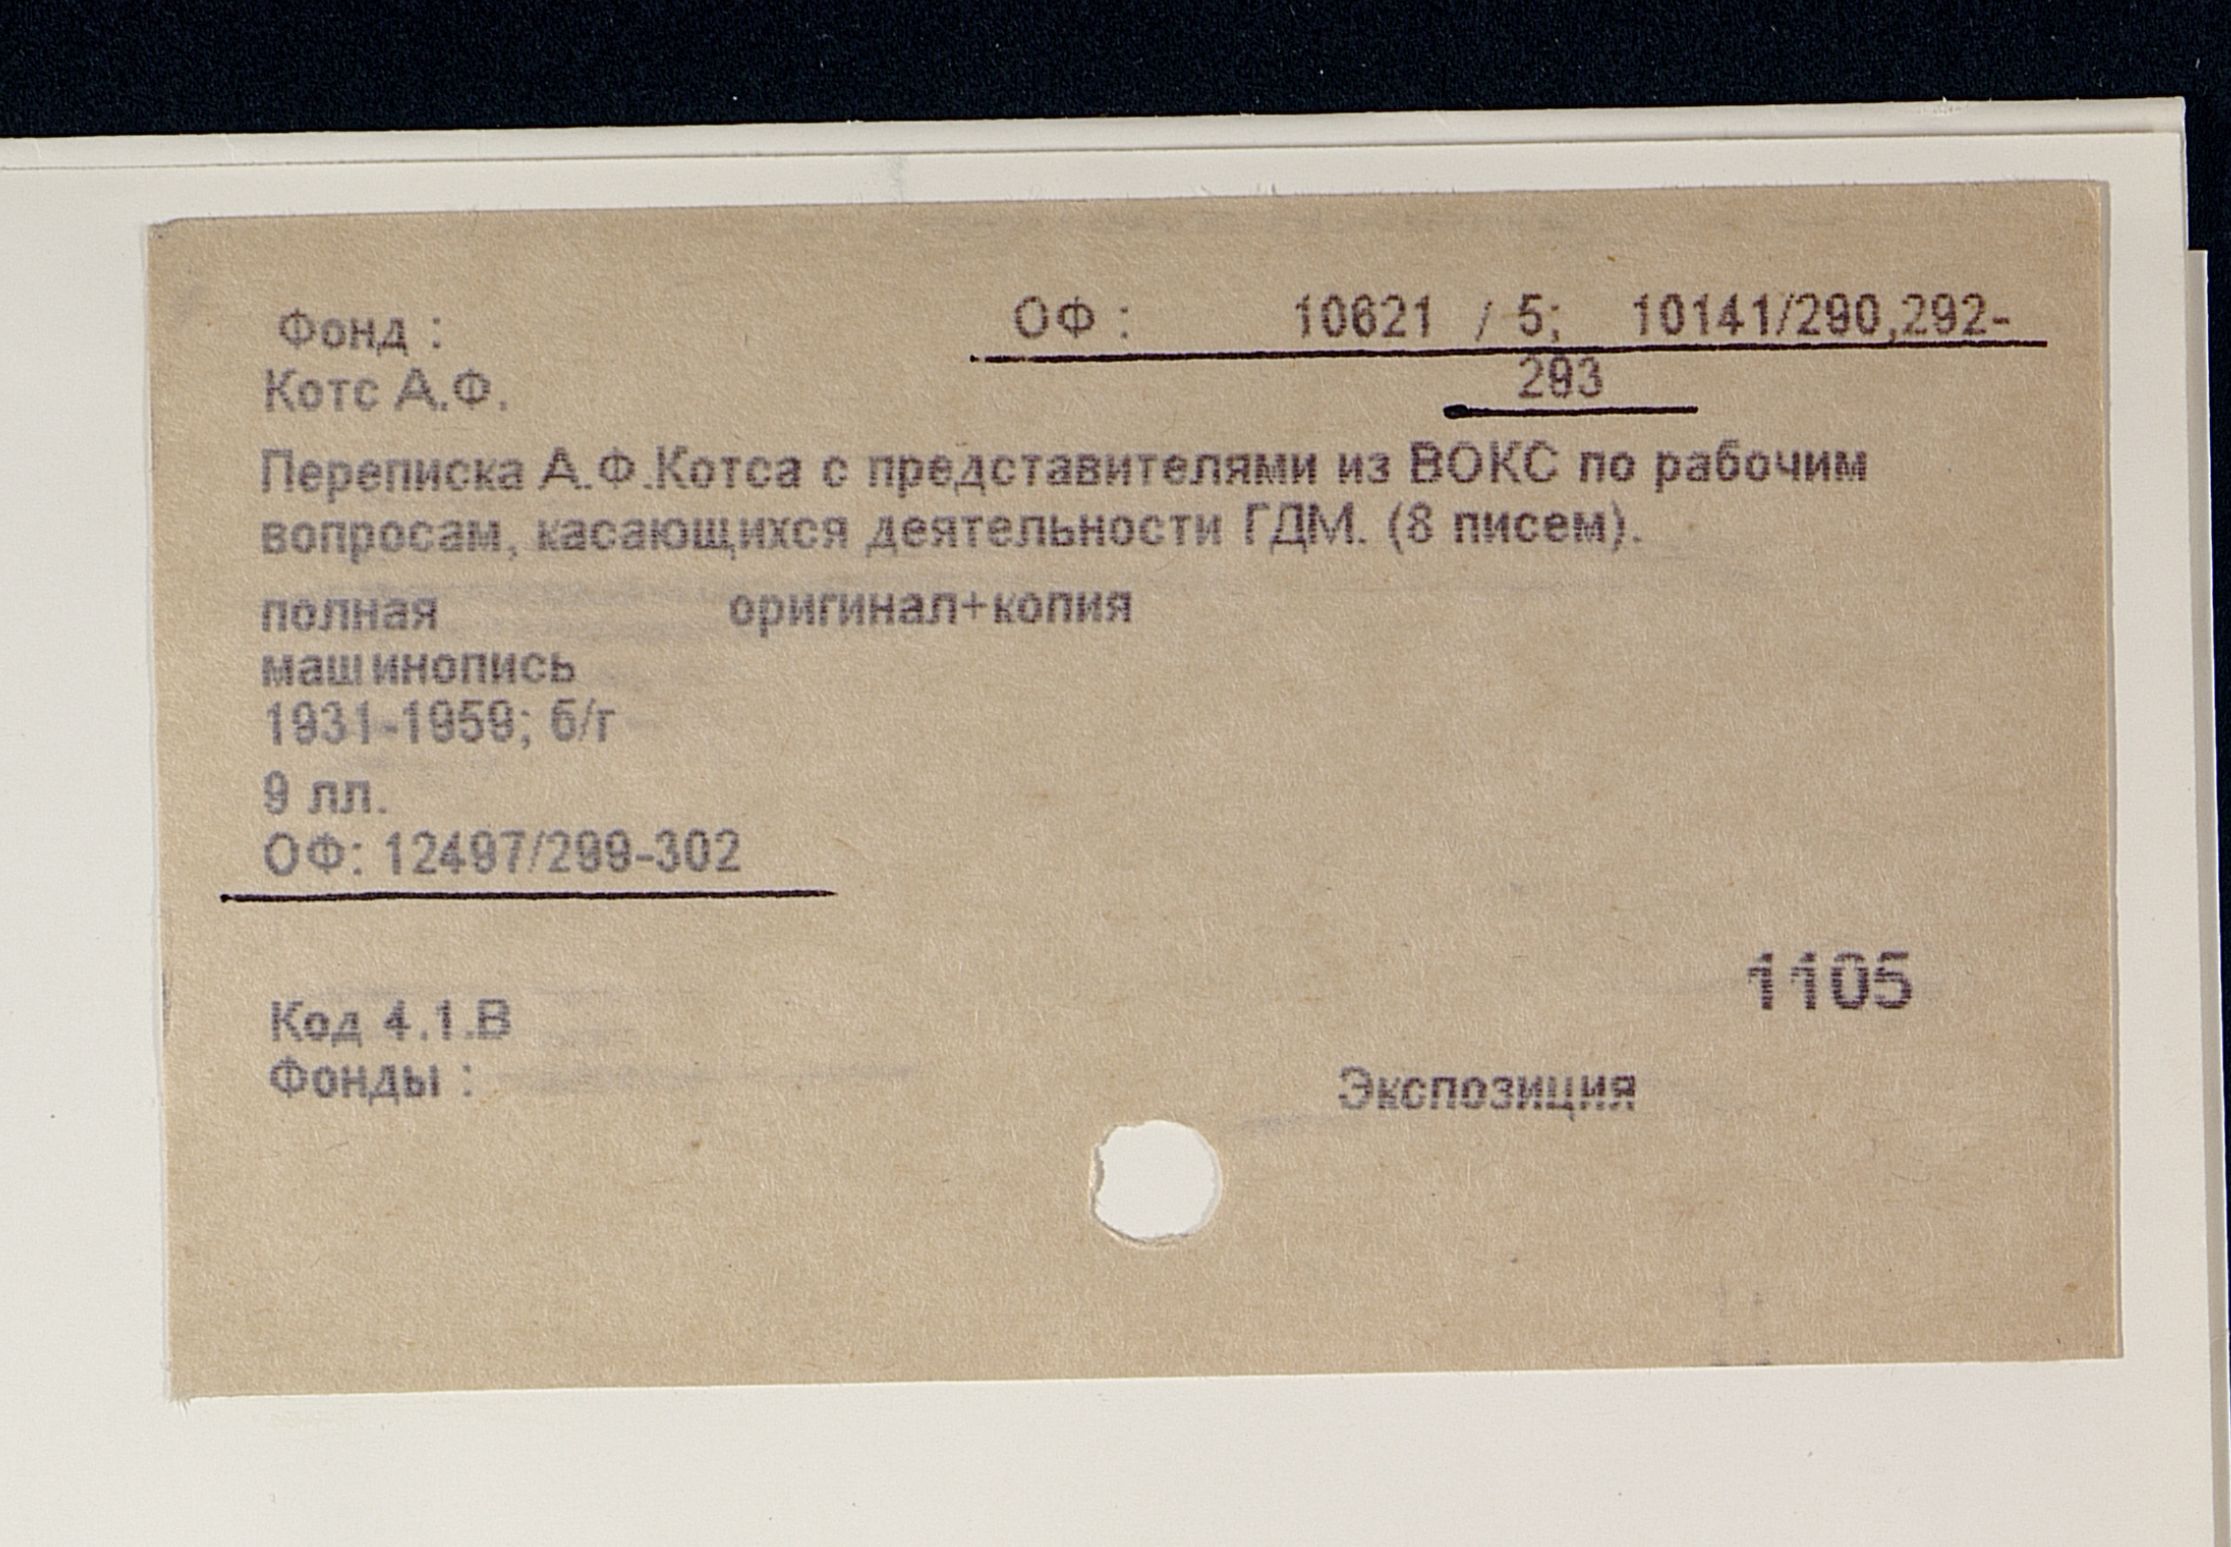 Фонд :
ОФ : 10621 / 5; 10141/290,292-
293
Котс А.Ф.
Переписка А.Ф.Котса с представителями из ВОКС по рабочим
вопросам, касающихся деятельности ГДМ. (8 писем).
полная оригинал+копия
машинопись
1931-1959; б/г
9 лл.
ОФ: 12497/299-302
1105
Код 4.1.В
Фонды :
Экспозиция